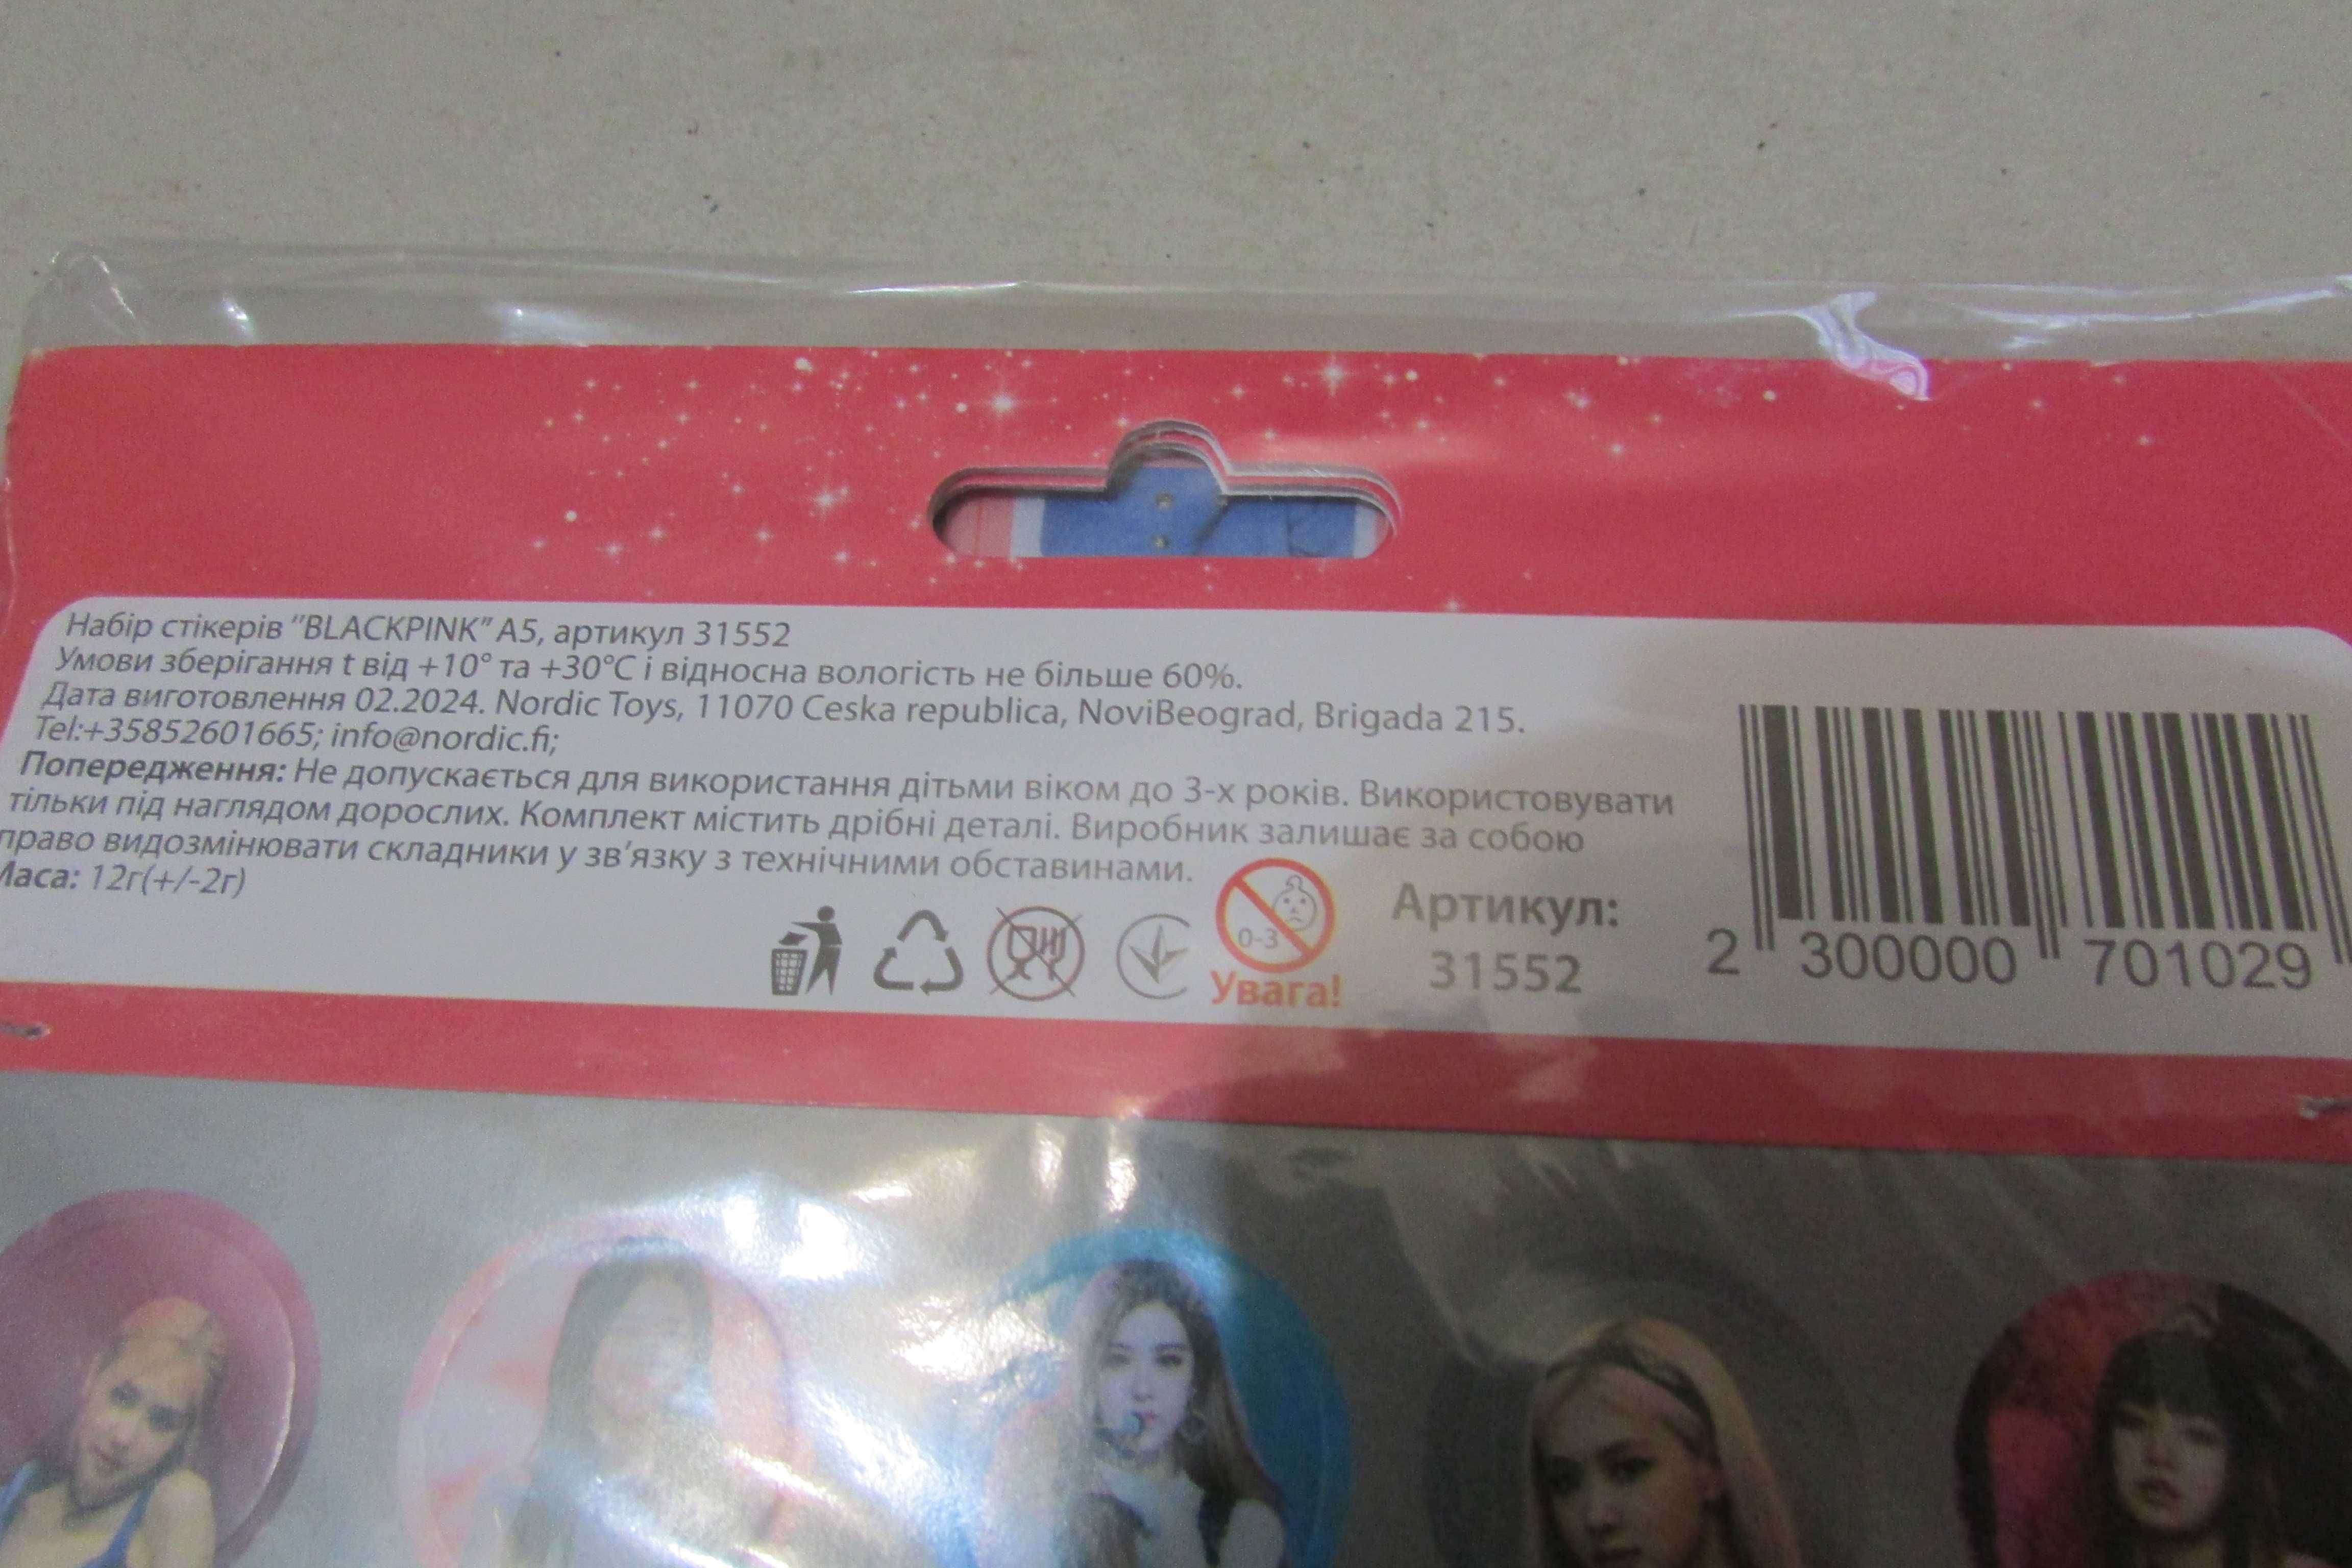 Набір стікерів "BLACKPINK" А5, артикул 31552
Умови зберігання t від +10° та +30°C і відносна вологість не більше 60%.
Дата виготовлення 02.2024. Nordic Toys, 11070 Ceska republica, NoviBeograd, Brigada 215.
Tel:+35852601665; info@nordic.fi;
Попередження: Не допускається для використання дітьми віком до 3-х років. Використовувати
тільки під наглядом дорослих. Комплект містить дрібні деталі. Виробник залишає за собою
право видозмінювати складники у зв'язку з технічними обставинами.
Маса: 12г(+/-2г)
0-3
Увага!
Артикул:
31552
2 300000 701029